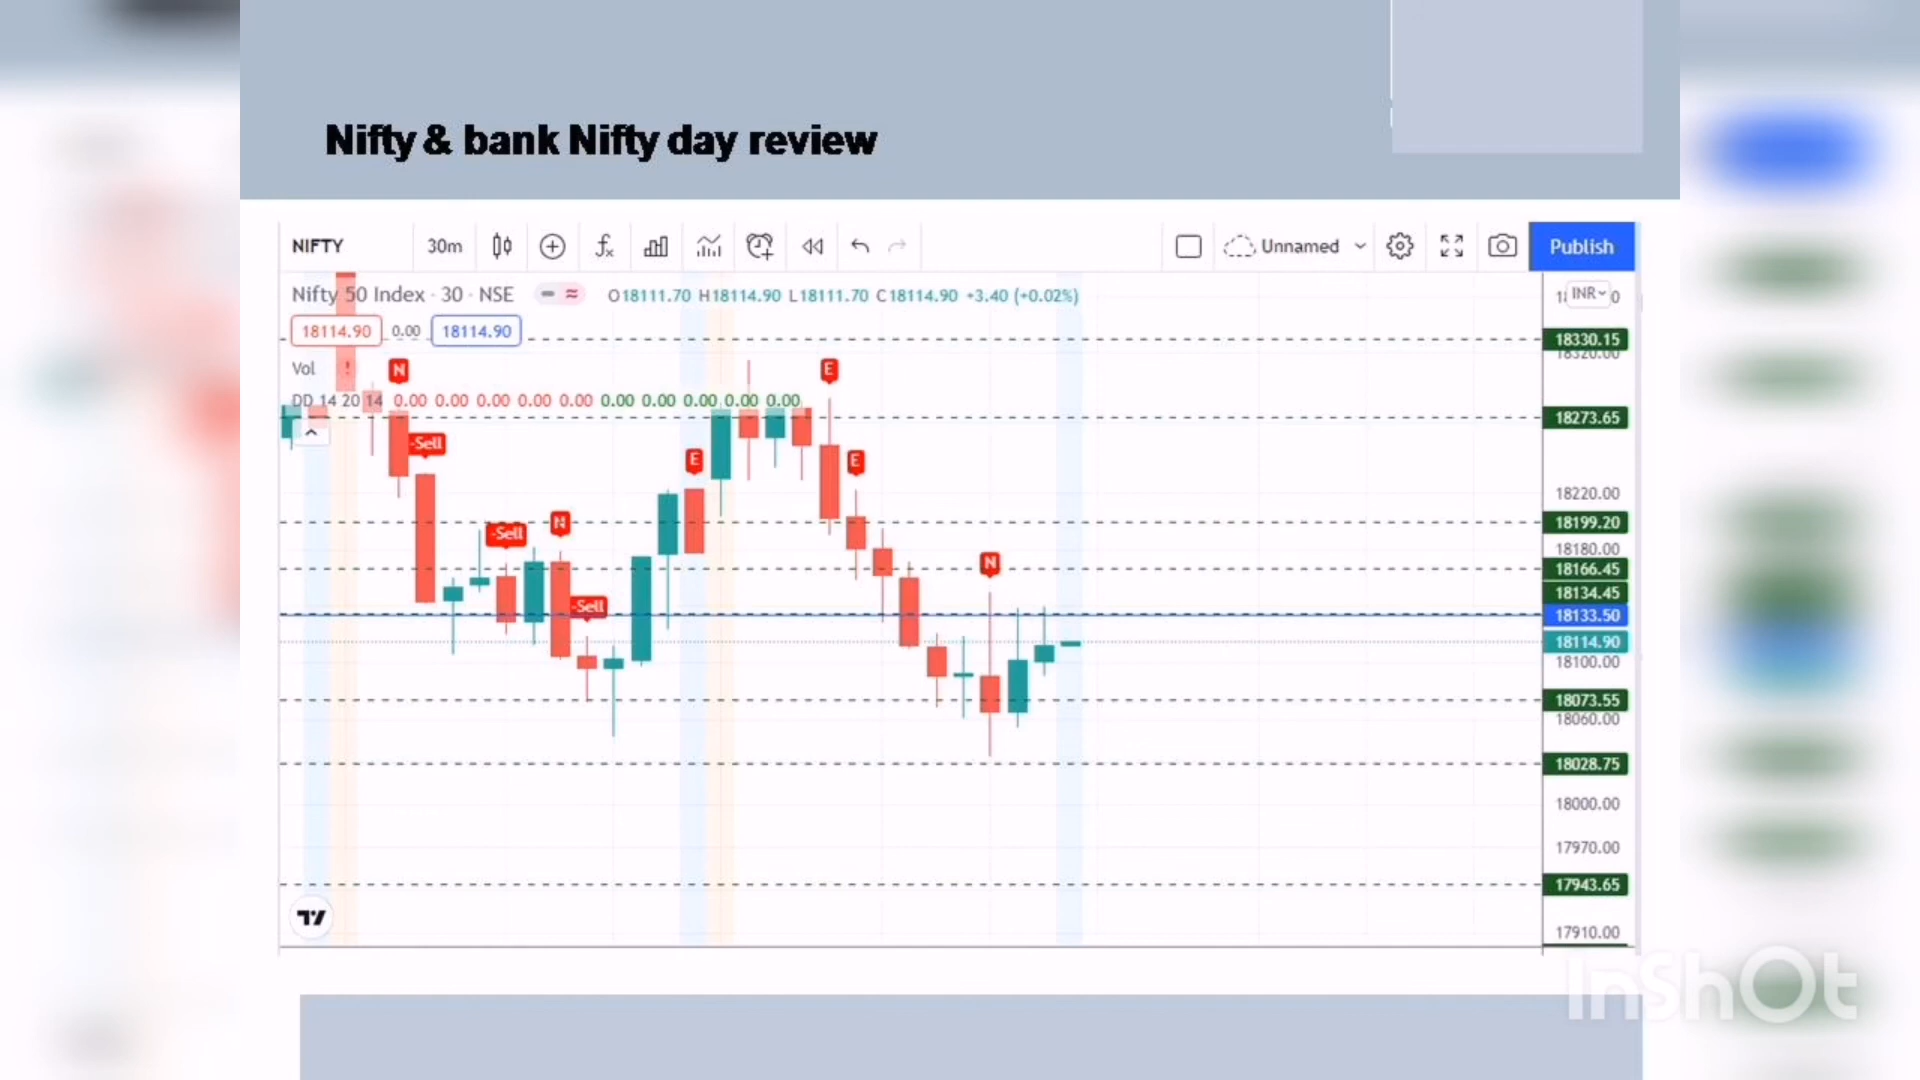 Nifty & bank Nifty day review
NIFTY 30m Unnamed Publish
Nifty 50 Index · 30 · NSE O18111.70 H18114.90 L18111.70 C18114.90 +3.40 (+0.02%)
INR
18114.90 0.00 18114.90
18330.15
18320.00
Vol !
N E
DD 14 20 14 0.00 0.00 0.00 0.00 0.00 0.00 0.00 0.00 0.00 0.00
18273.65
-Sell
E E
18220.00
18199.20
-Sell N
18180.00
N
18166.45
18134.45
-Sell
18133.50
18114.90
18100.00
18073.55
18060.00
18028.75
18000.00
17970.00
17943.65
17910.00
InShOt